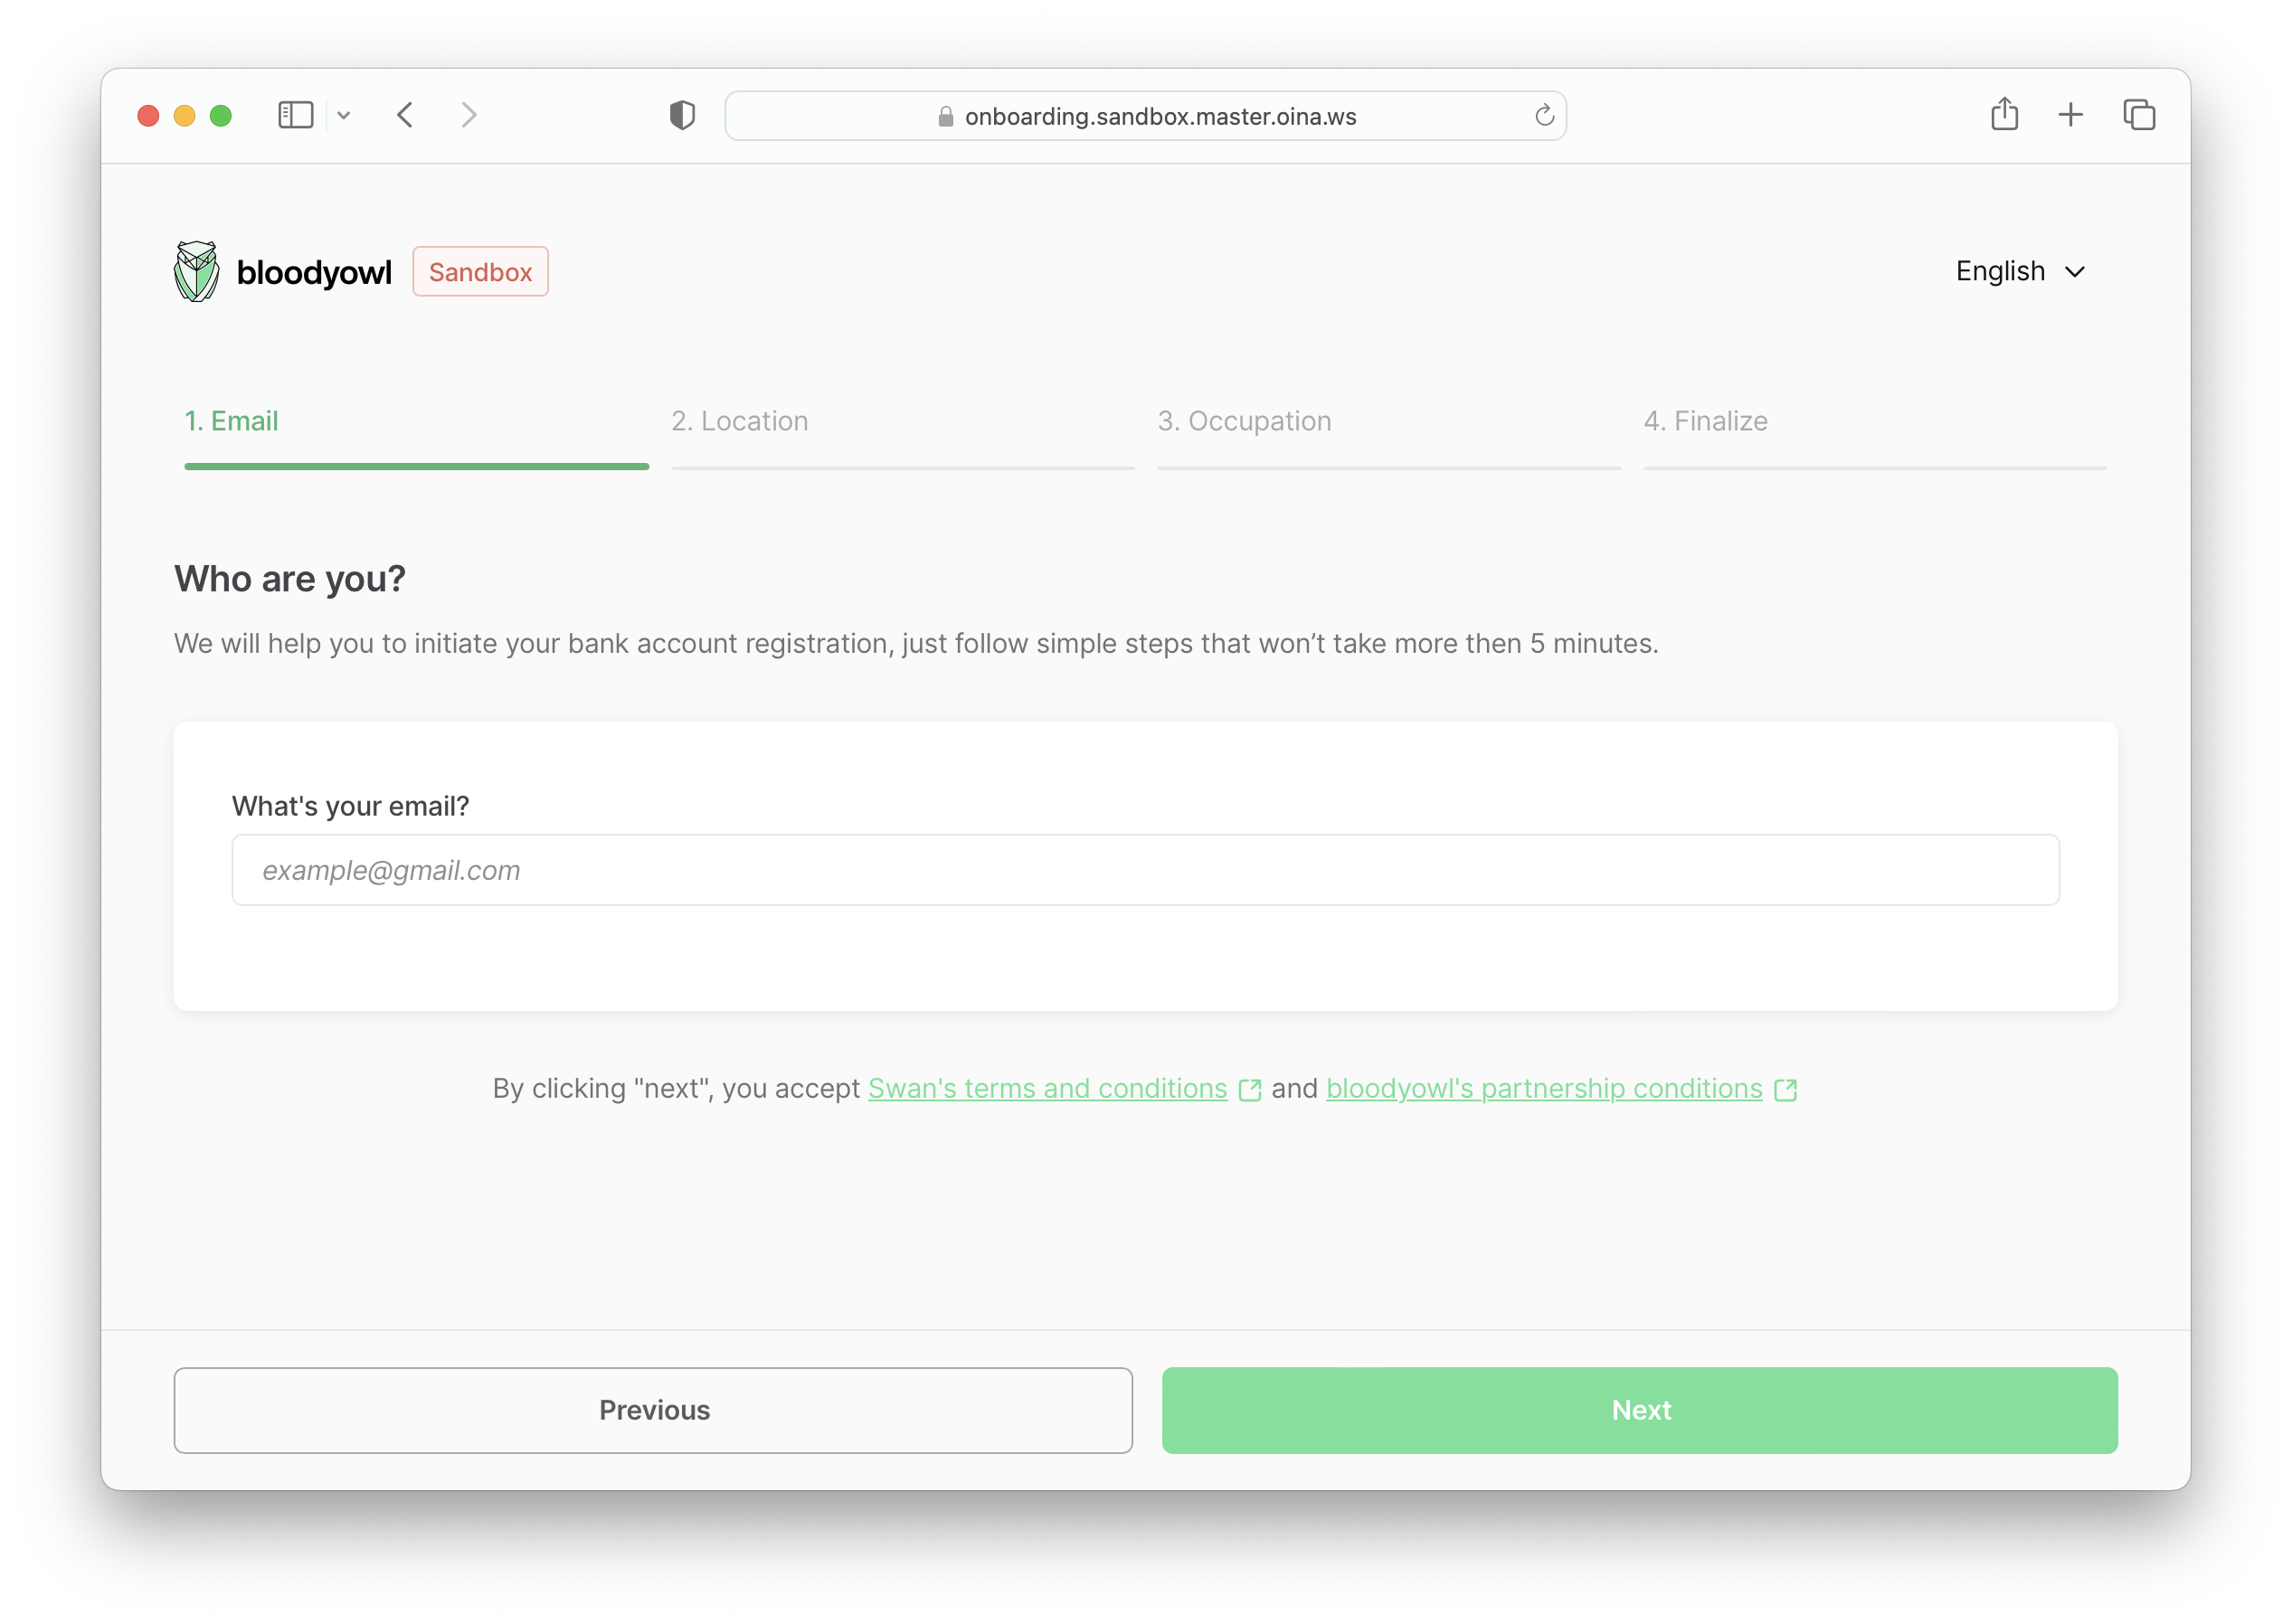 onboarding.sandbox.master.oina.ws
bloodyowl Sandbox English
1. Email 2. Location 3. Occupation 4. Finalize
Who are you?
We will help you to initiate your bank account registration, just follow simple steps that won’t take more then 5 minutes.
What's your email?
example@gmail.com
By clicking "next", you accept Swan's terms and conditions and bloodyowl's partnership conditions
Previous Next